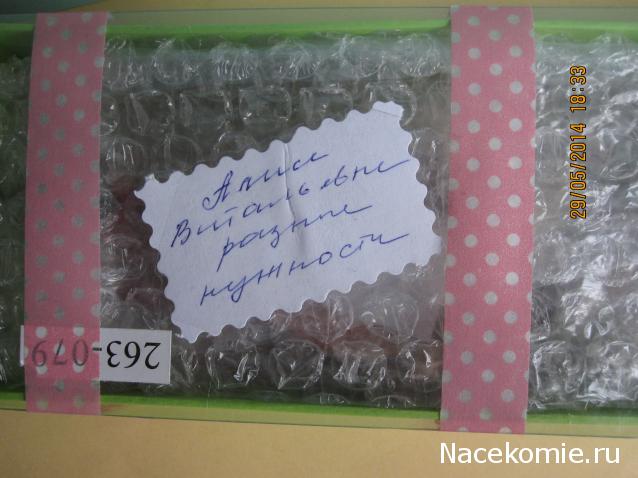 Алисе
Витальевне
разные
нужности
263-079
29/05/2014 18:33
Nacekomie.ru